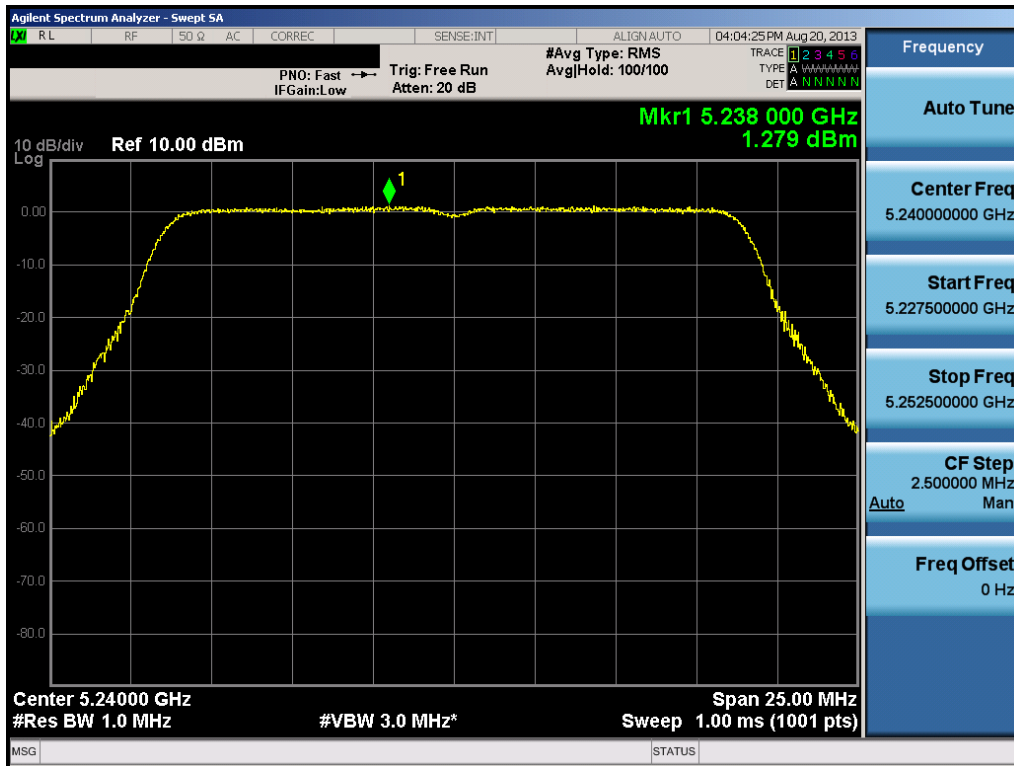 Agilent Spectrum Analyzer - Swept SA
LXI RL RF 50 Ω AC CORREC SENSE:INT ALIGN AUTO 04:04:25 PM Aug 20, 2013
PNO: Fast
IFGain:Low
Trig: Free Run
Atten: 20 dB
#Avg Type: RMS
Avg|Hold: 100/100
TRACE 1 2 3 4 5 6
TYPE A WWWWW
DET A N N N N N
Mkr1 5.238 000 GHz
1.279 dBm
10 dB/div Ref 10.00 dBm
Log
1
0.00
-10.0
-20.0
-30.0
-40.0
-50.0
-60.0
-70.0
-80.0
Center 5.24000 GHz Span 25.00 MHz
#Res BW 1.0 MHz #VBW 3.0 MHz* Sweep 1.00 ms (1001 pts)
MSG STATUS
Frequency
Auto Tune
Center Freq
5.240000000 GHz
Start Freq
5.227500000 GHz
Stop Freq
5.252500000 GHz
CF Step
2.500000 MHz
Auto Man
Freq Offset
0 Hz